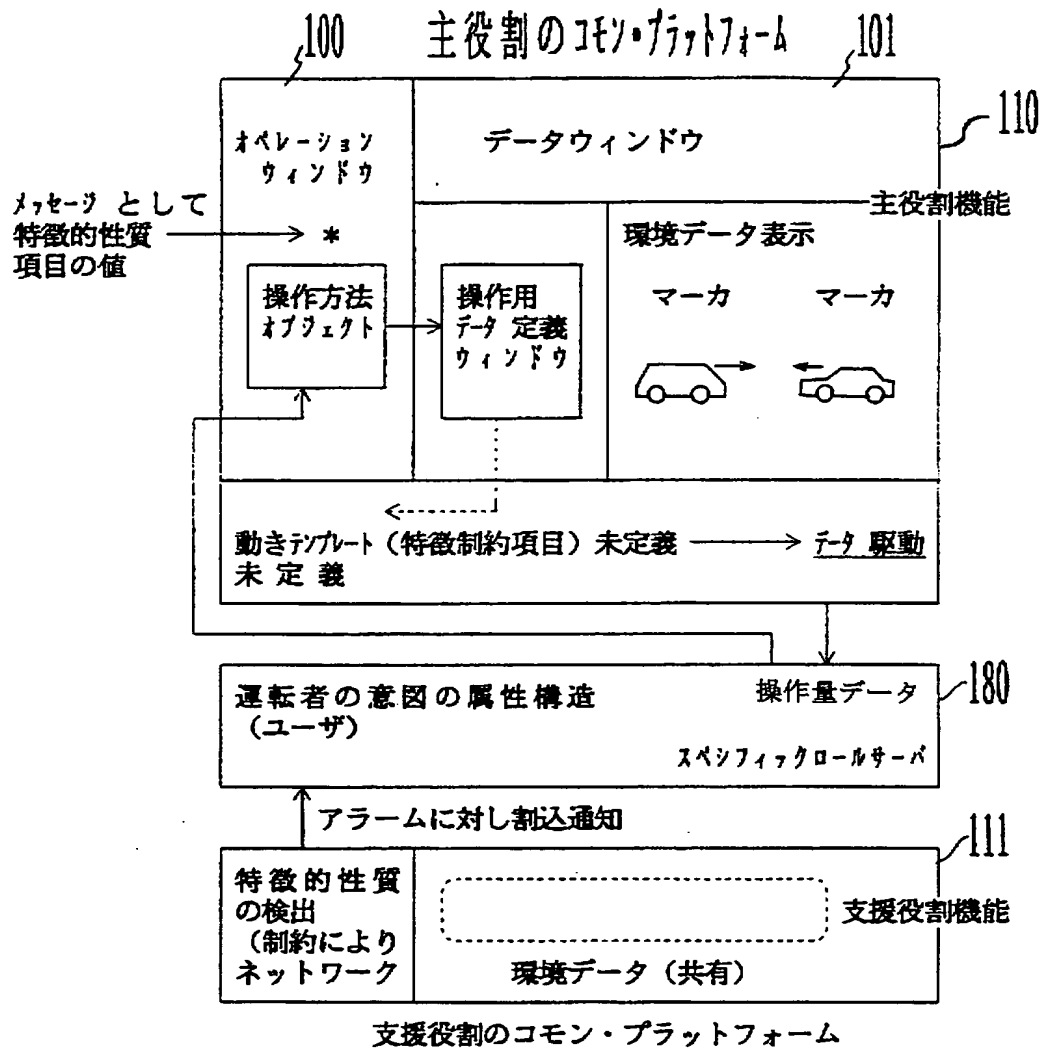 100
主役割のコモン・プラットフォーム
101
110
オペレーション
ウィンドウ
データウィンドウ
主役割機能
メッセージ として
特徴的性質
項目の値
*
環境データ表示
操作方法
オブジェクト
操作用
データ 定義
ウィンドウ
マーカ
マーカ
動きテンプレート（特徴制約項目）未定義
データ 駆動
未定義
運転者の意図の属性構造
（ユーザ）
操作量データ
180
スペシフィックロールサーバ
アラームに対し割込通知
111
特徴的性質
の検出
（制約により
ネットワーク
支援役割機能
環境データ（共有）
支援役割のコモン・プラットフォーム